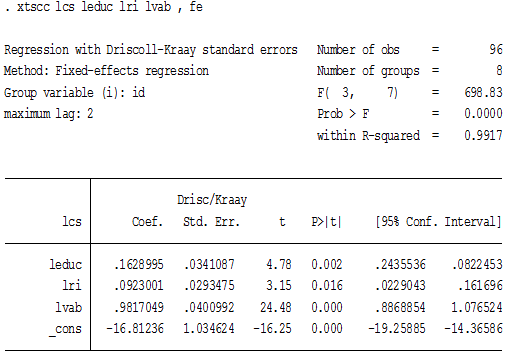 . xtscc lcs leduc lri lvab , fe
Regression with Driscoll-Kraay standard errors Number of obs = 96
Method: Fixed-effects regression Number of groups = 8
Group variable (i): id F( 3, 7) = 698.83
maximum lag: 2 Prob > F = 0.0000
within R-squared = 0.9917
Drisc/Kraay
lcs Coef. Std. Err. t P>|t| [95% Conf. Interval]
leduc .1628995 .0341087 4.78 0.002 .2435536 .0822453
lri .0923001 .0293475 3.15 0.016 .0229043 .161696
lvab .9817049 .0400992 24.48 0.000 .8868854 1.076524
_cons -16.81236 1.034624 -16.25 0.000 -19.25885 -14.36586